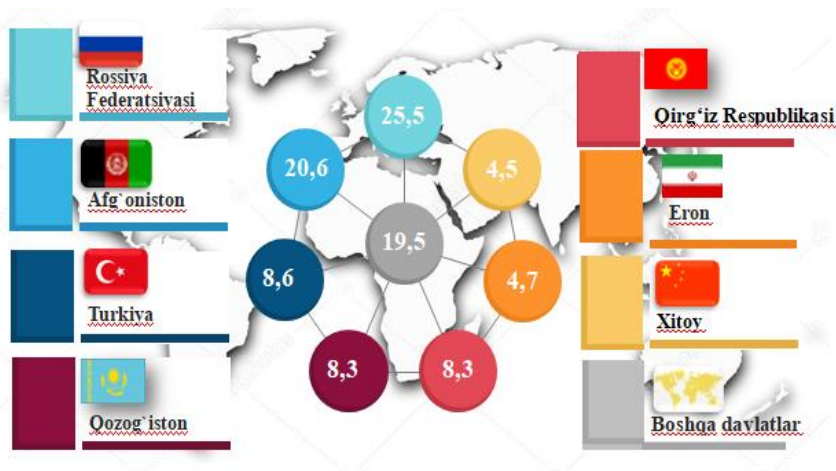 Rossiya
Federatsiyasi
Afg`oniston
Turkiya
Qozog`iston
25,5
20,6
4,5
19,5
8,6
4,7
8,3
8,3
Qirg‘iz Respublikasi
Eron
Xitoy
Boshqa davlatlar